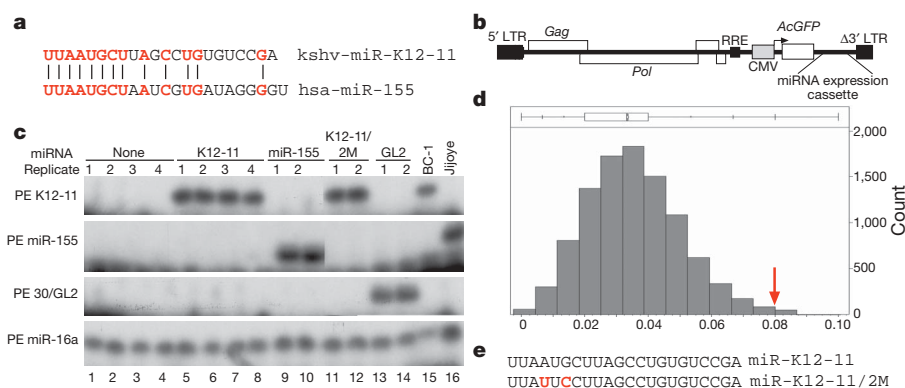 a
UUAAUGCUUAGCCUGUGUCCGA kshv-miR-K12-11
UUAAUGCUAAUCGUGAUAGGGGU hsa-miR-155
b
5′ LTR Gag Pol RRE CMV AcGFP Δ3′ LTR
miRNA expression
cassette
c
miRNA None K12-11 miR-155 K12-11/
2M GL2 BC-1 Jijoye
Replicate 1 2 3 4 1 2 3 4 1 2 1 2 1 2
PE K12-11
PE miR-155
PE 30/GL2
PE miR-16a
1 2 3 4 5 6 7 8 9 10 11 12 13 14 15 16
d
2,000
1,500
1,000
500
0
Count
0 0.02 0.04 0.06 0.08 0.10
e
UUAAUGCUUAGCCUGUGUCCGA miR-K12-11
UUAUUCCUUAGCCUGUGUCCGA miR-K12-11/2M